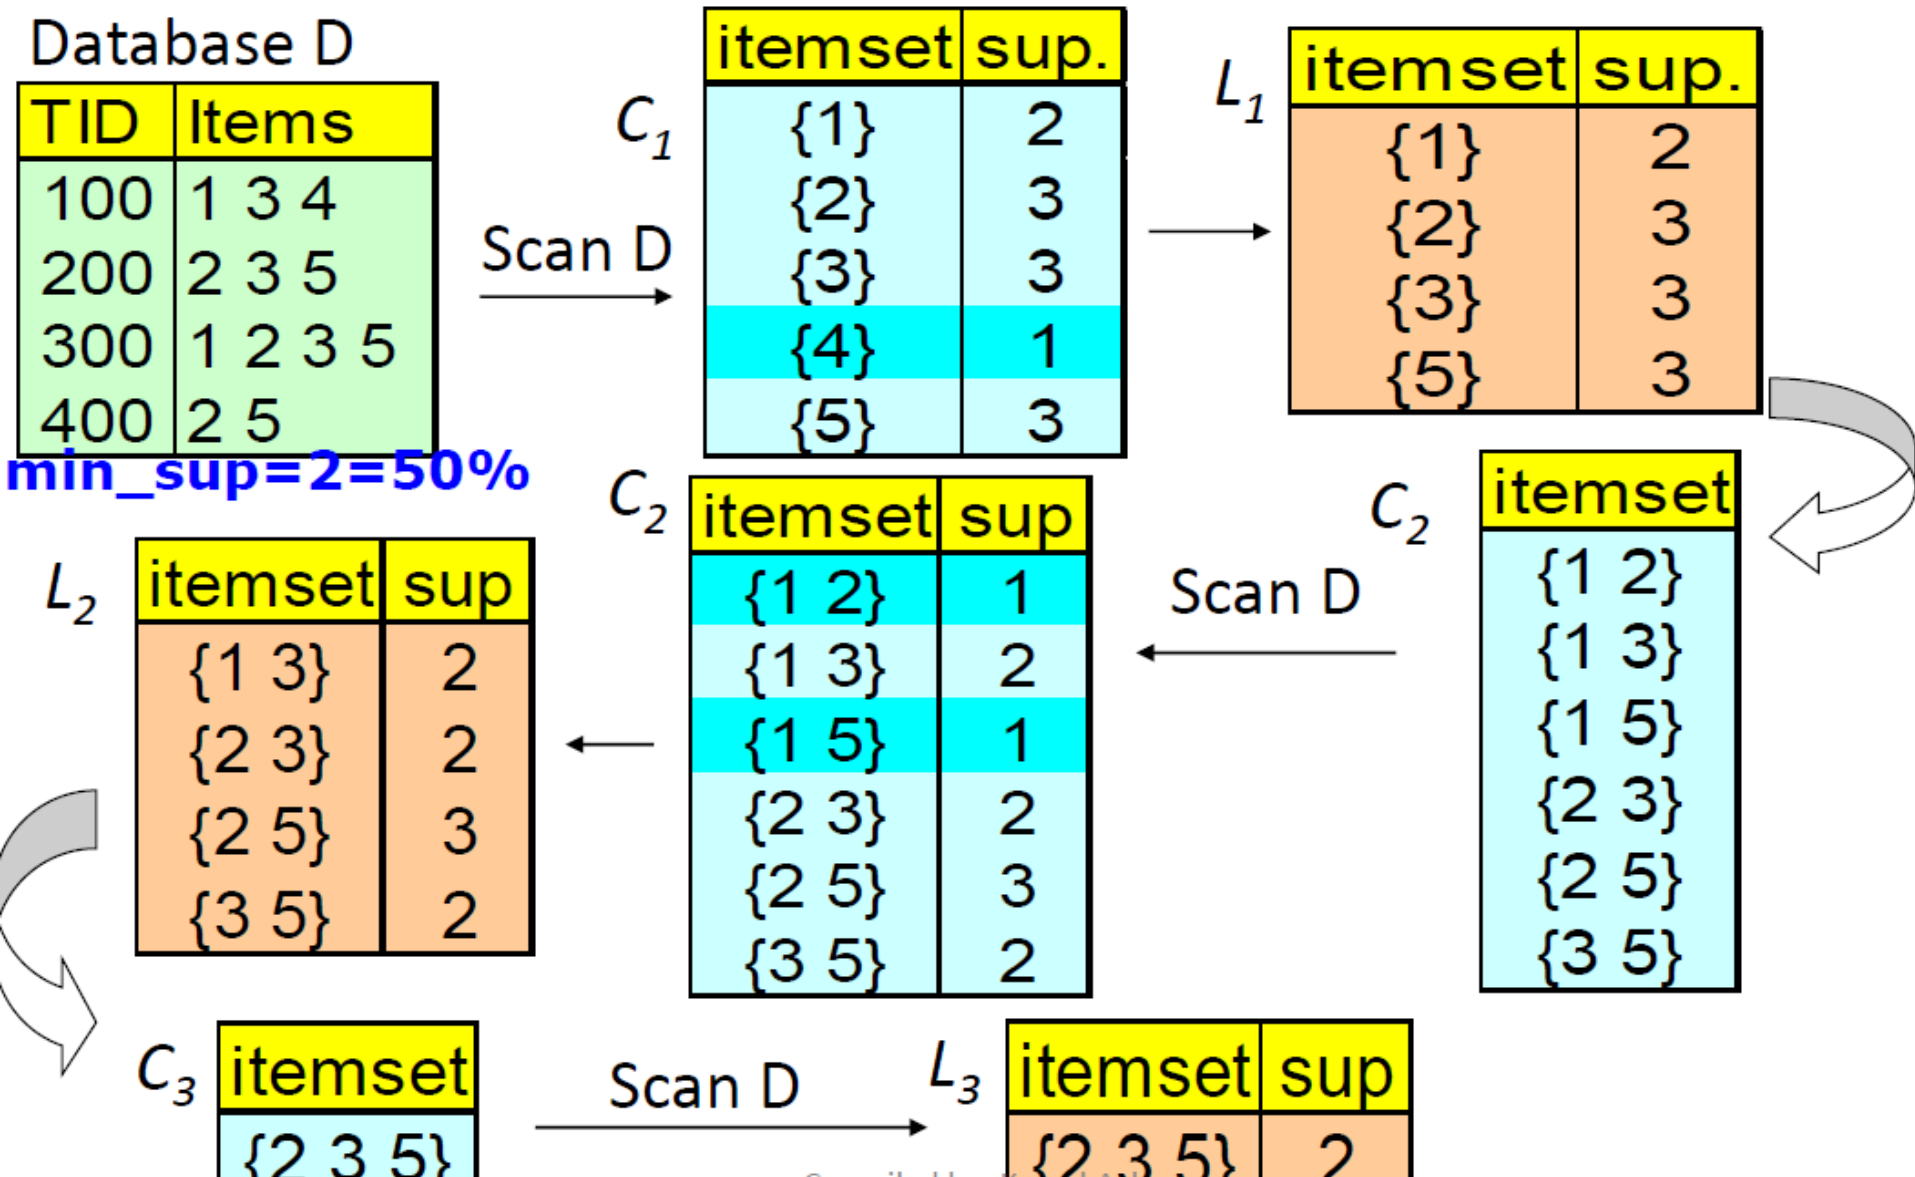 Database D
TID Items
100 1 3 4
200 2 3 5
300 1 2 3 5
400 2 5
min_sup=2=50%
Scan D
C1
itemset sup.
{1} 2
{2} 3
{3} 3
{4} 1
{5} 3
L1
itemset sup.
{1} 2
{2} 3
{3} 3
{5} 3
C2
itemset
{1 2}
{1 3}
{1 5}
{2 3}
{2 5}
{3 5}
Scan D
C2
itemset sup
{1 2} 1
{1 3} 2
{1 5} 1
{2 3} 2
{2 5} 3
{3 5} 2
L2
itemset sup
{1 3} 2
{2 3} 2
{2 5} 3
{3 5} 2
C3
itemset
{2 3 5}
Scan D
L3
itemset sup
{2 3 5} 2